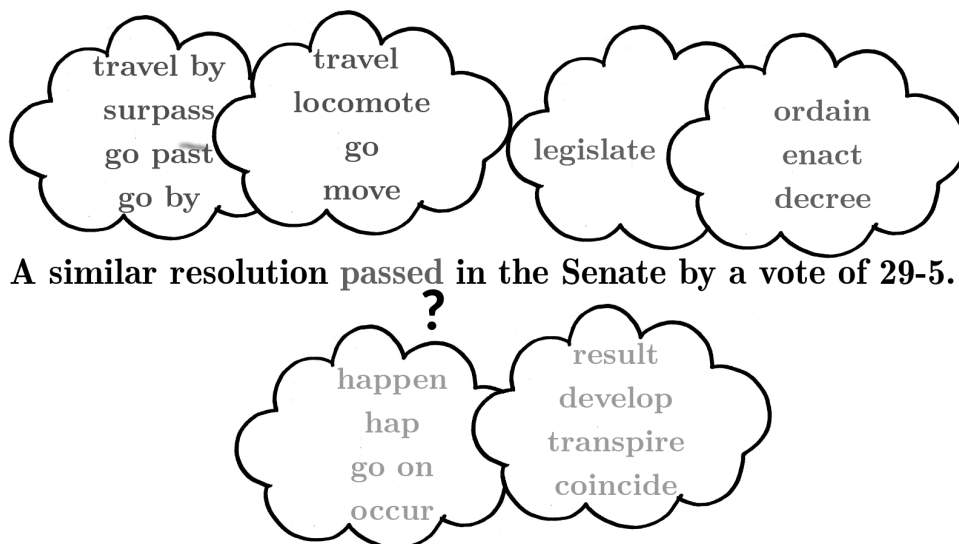 travel by
surpass
go past
go by
travel
locomote
go
move
legislate
ordain
enact
decree
A similar resolution passed in the Senate by a vote of 29-5.
?
happen
hap
go on
occur
result
develop
transpire
coincide